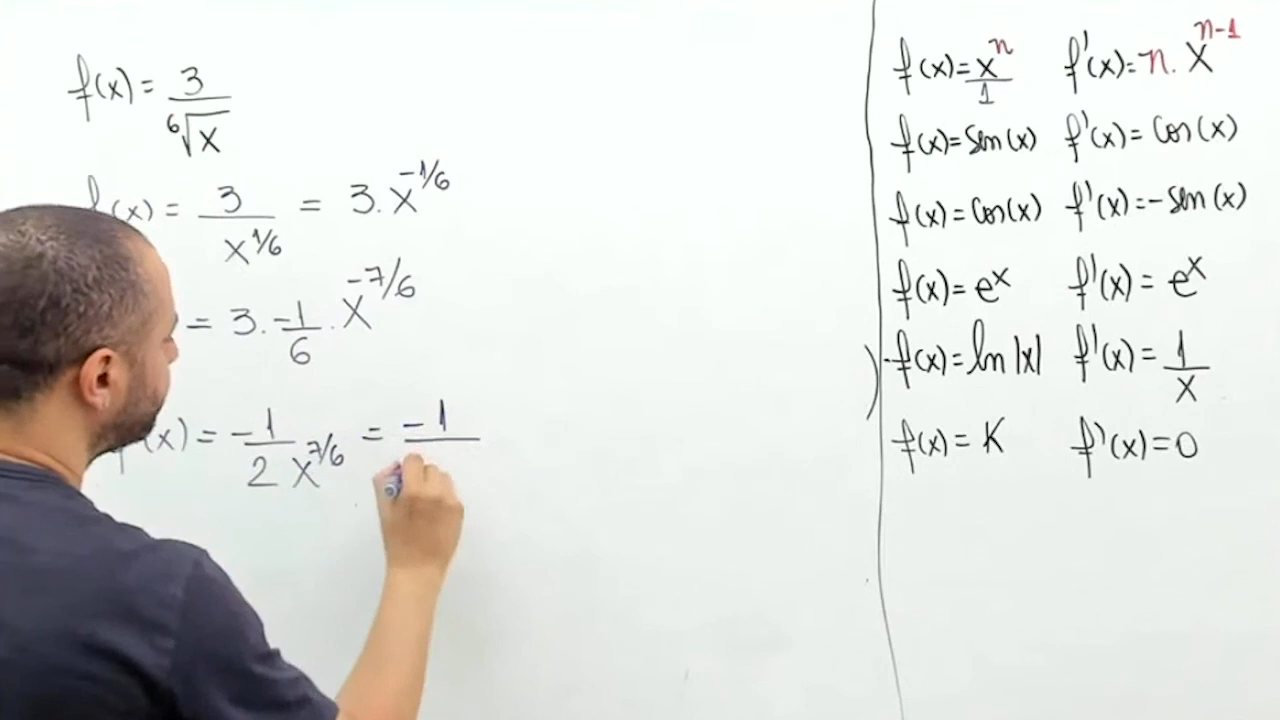 f(x) = 3/⁶√x
f(x) = 3/x^1/6 = 3.x^-1/6
= 3.-1/6.x^-7/6
f(x) = -1/2x^7/6 = -1/
f(x)=x^n/1 f'(x)=n.x^n-1
f(x)=Sen(x) f'(x)=Cos(x)
f(x)=Cos(x) f'(x)=-Sen(x)
f(x)=e^x f'(x)=e^x
f(x)=ln|x| f'(x)=1/x
f(x)=K f'(x)=0